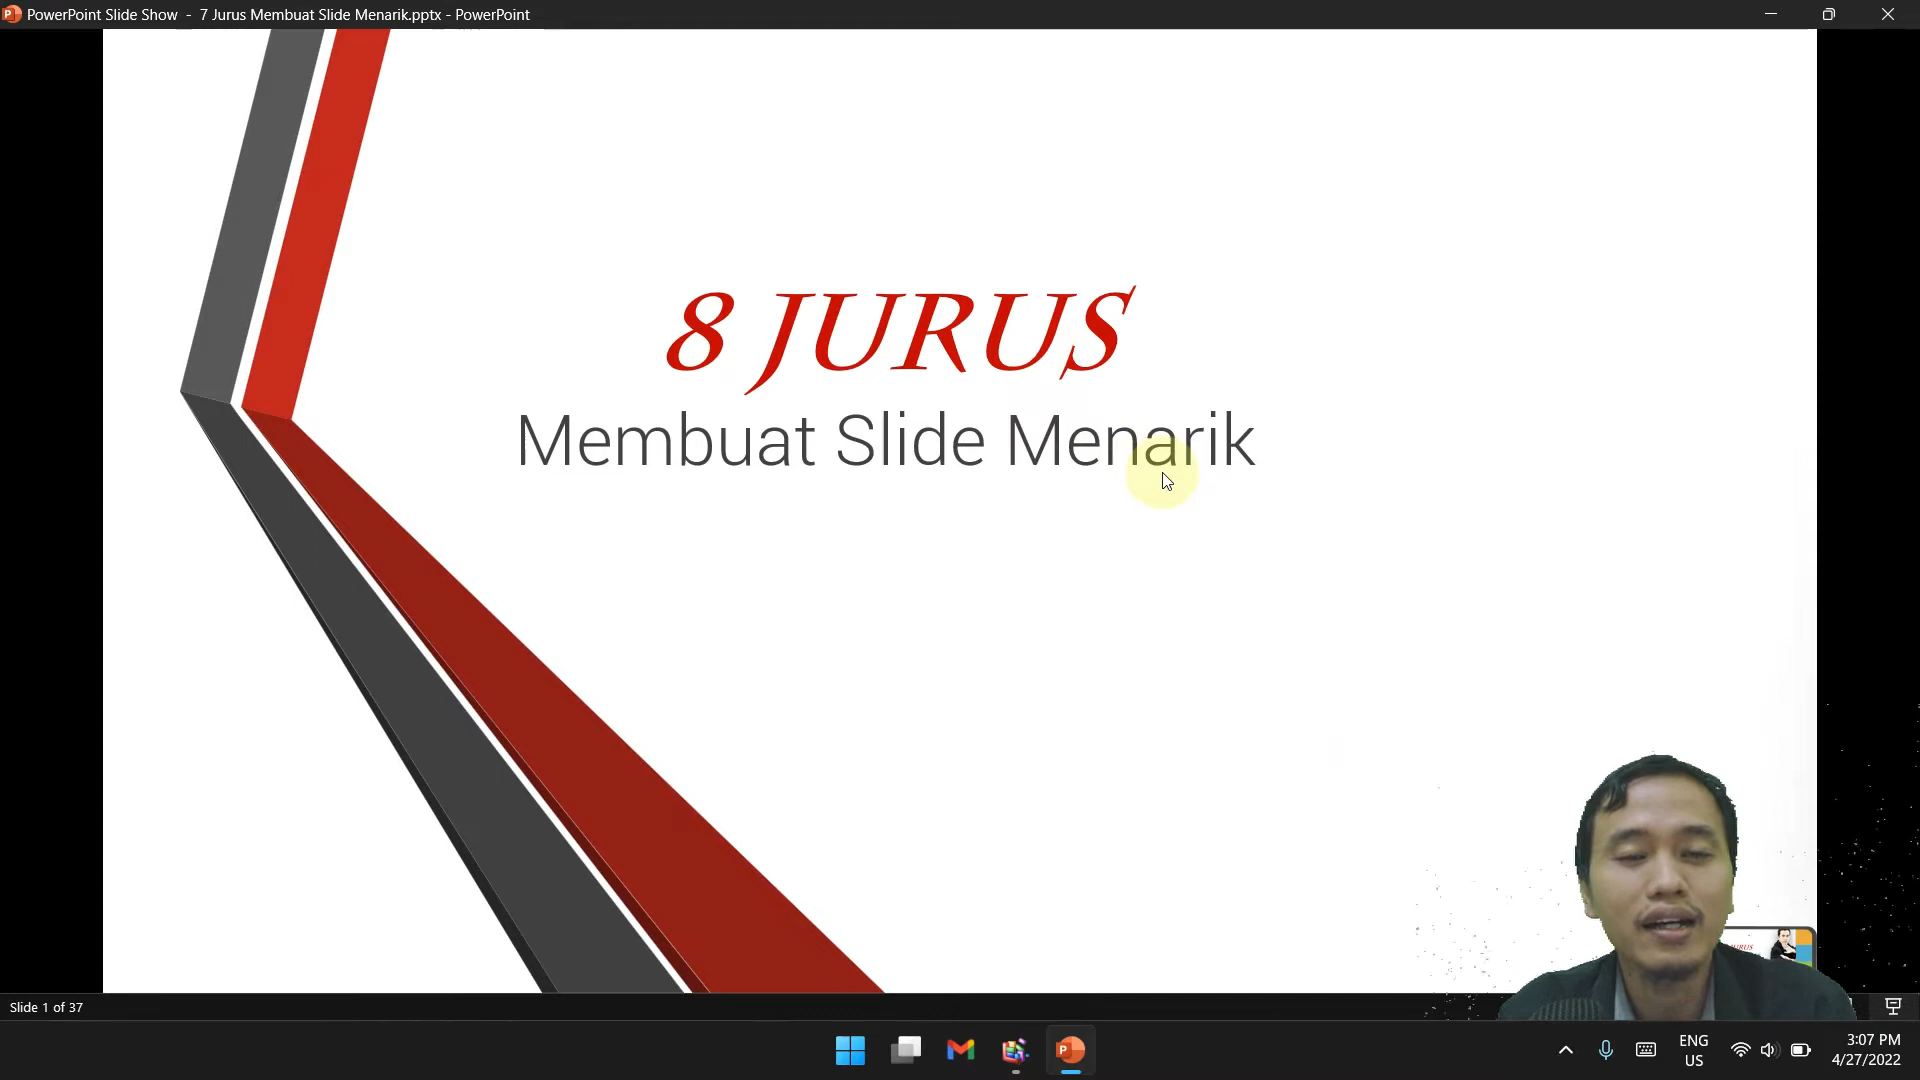 PowerPoint Slide Show - 7 Jurus Membuat Slide Menarik.pptx - PowerPoint
8 JURUS
Membuat Slide Menarik
Slide 1 of 37
ENG
US
3:07 PM
4/27/2022